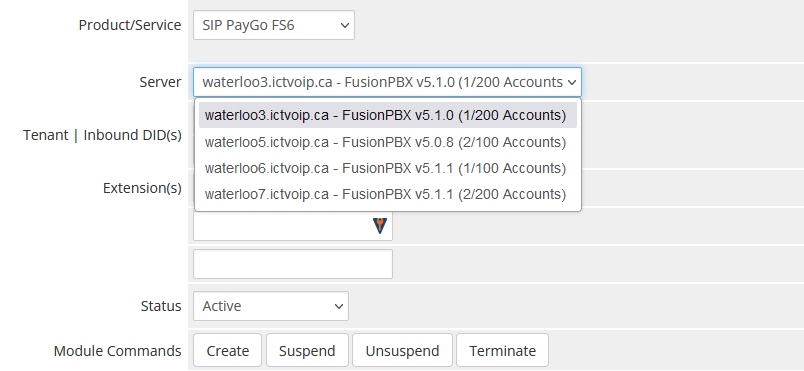 Product/Service
SIP PayGo FS6
Server
waterloo3.ictvoip.ca - FusionPBX v5.1.0 (1/200 Accounts
waterloo3.ictvoip.ca - FusionPBX v5.1.0 (1/200 Accounts)
Tenant | Inbound DID(s)
waterloo5.ictvoip.ca - FusionPBX v5.0.8 (2/100 Accounts)
waterloo6.ictvoip.ca - FusionPBX v5.1.1 (1/100 Accounts)
Extension(s)
waterloo7.ictvoip.ca - FusionPBX v5.1.1 (2/200 Accounts)
Status
Active
Module Commands
Create
Suspend
Unsuspend
Terminate